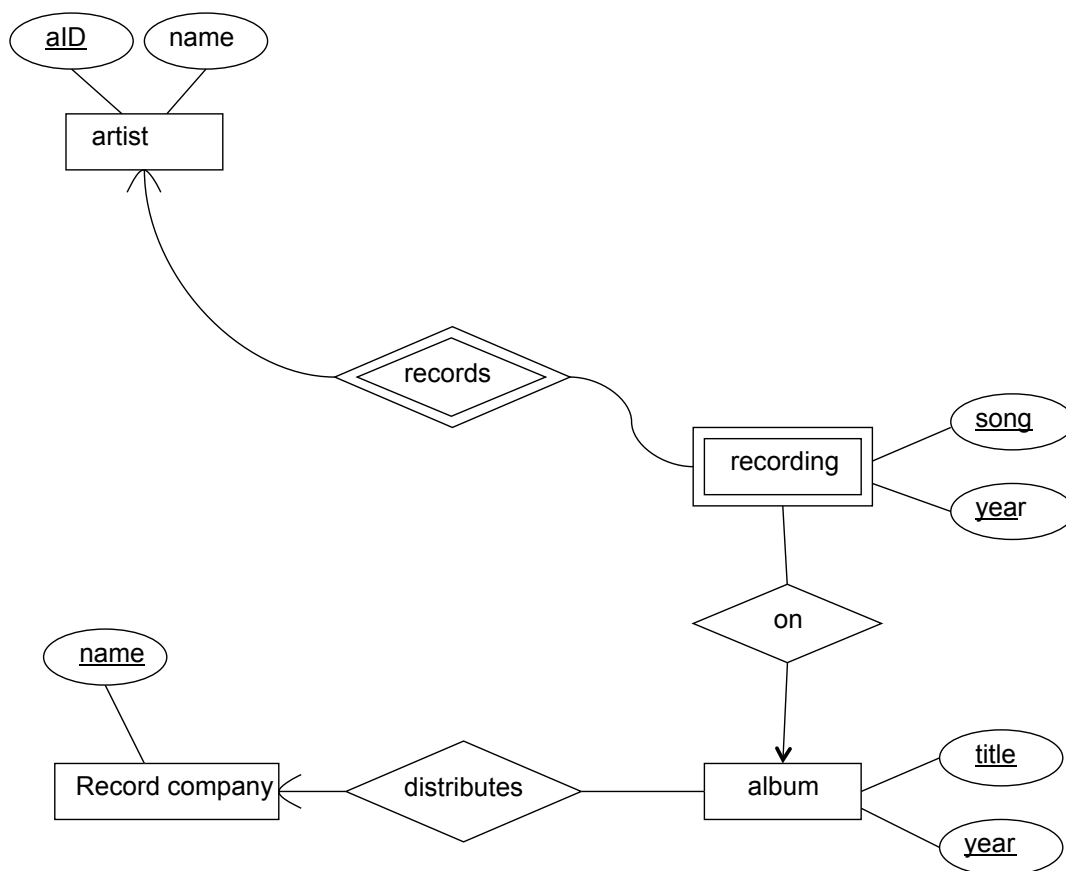 aID
name
artist
records
song
recording
year
on
name
title
Record company
distributes
album
year